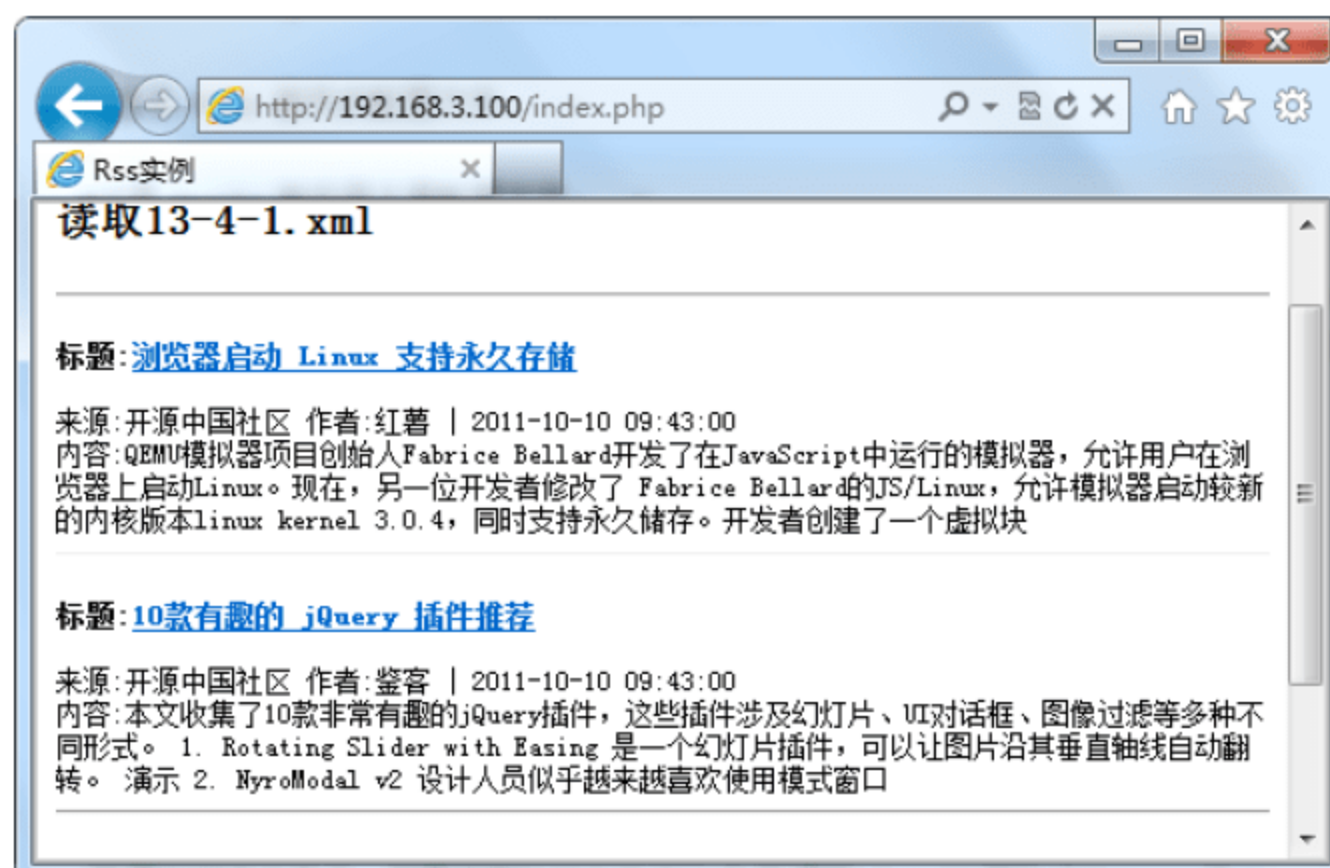 http://192.168.3.100/index.php
Rss实例
读取13-4-1.xml
标题:浏览器启动 Linux 支持永久存储
来源:开源中国社区 作者:红薯 | 2011-10-10 09:43:00
内容:QEMU模拟器项目创始人Fabrice Bellard开发了在JavaScript中运行的模拟器，允许用户在浏
览器上启动Linux。现在，另一位开发者修改了 Fabrice Bellard的JS/Linux，允许模拟器启动较新
的内核版本linux kernel 3.0.4，同时支持永久储存。开发者创建了一个虚拟块
标题:10款有趣的 jQuery 插件推荐
来源:开源中国社区 作者:鉴客 | 2011-10-10 09:43:00
内容:本文收集了10款非常有趣的jQuery插件，这些插件涉及幻灯片、UI对话框、图像过滤等多种不
同形式。 1. Rotating Slider with Easing 是一个幻灯片插件，可以让图片沿其垂直轴线自动翻
转。 演示 2. NyroModal v2 设计人员似乎越来越喜欢使用模式窗口